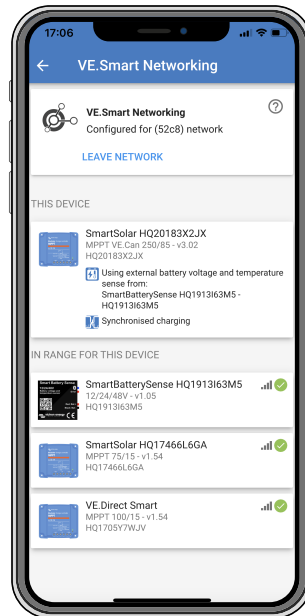 17:06
VE.Smart Networking
VE.Smart Networking
Configured for (52c8) network
LEAVE NETWORK
THIS DEVICE
SmartSolar HQ20183X2JX
MPPT VE.Can 250/85 - v3.02
HQ20183X2JX
Using external battery voltage and temperature
sense from:
SmartBatterySense HQ1913I63M5 -
HQ1913I63M5
Synchronised charging
IN RANGE FOR THIS DEVICE
Smart Battery Sense
SmartBatterySense HQ1913I63M5
12/24/48V - v1.05
HQ1913I63M5
SmartSolar HQ17466L6GA
MPPT 75/15 - v1.54
HQ17466L6GA
VE.Direct Smart
MPPT 100/15 - v1.54
HQ1705Y7WJV